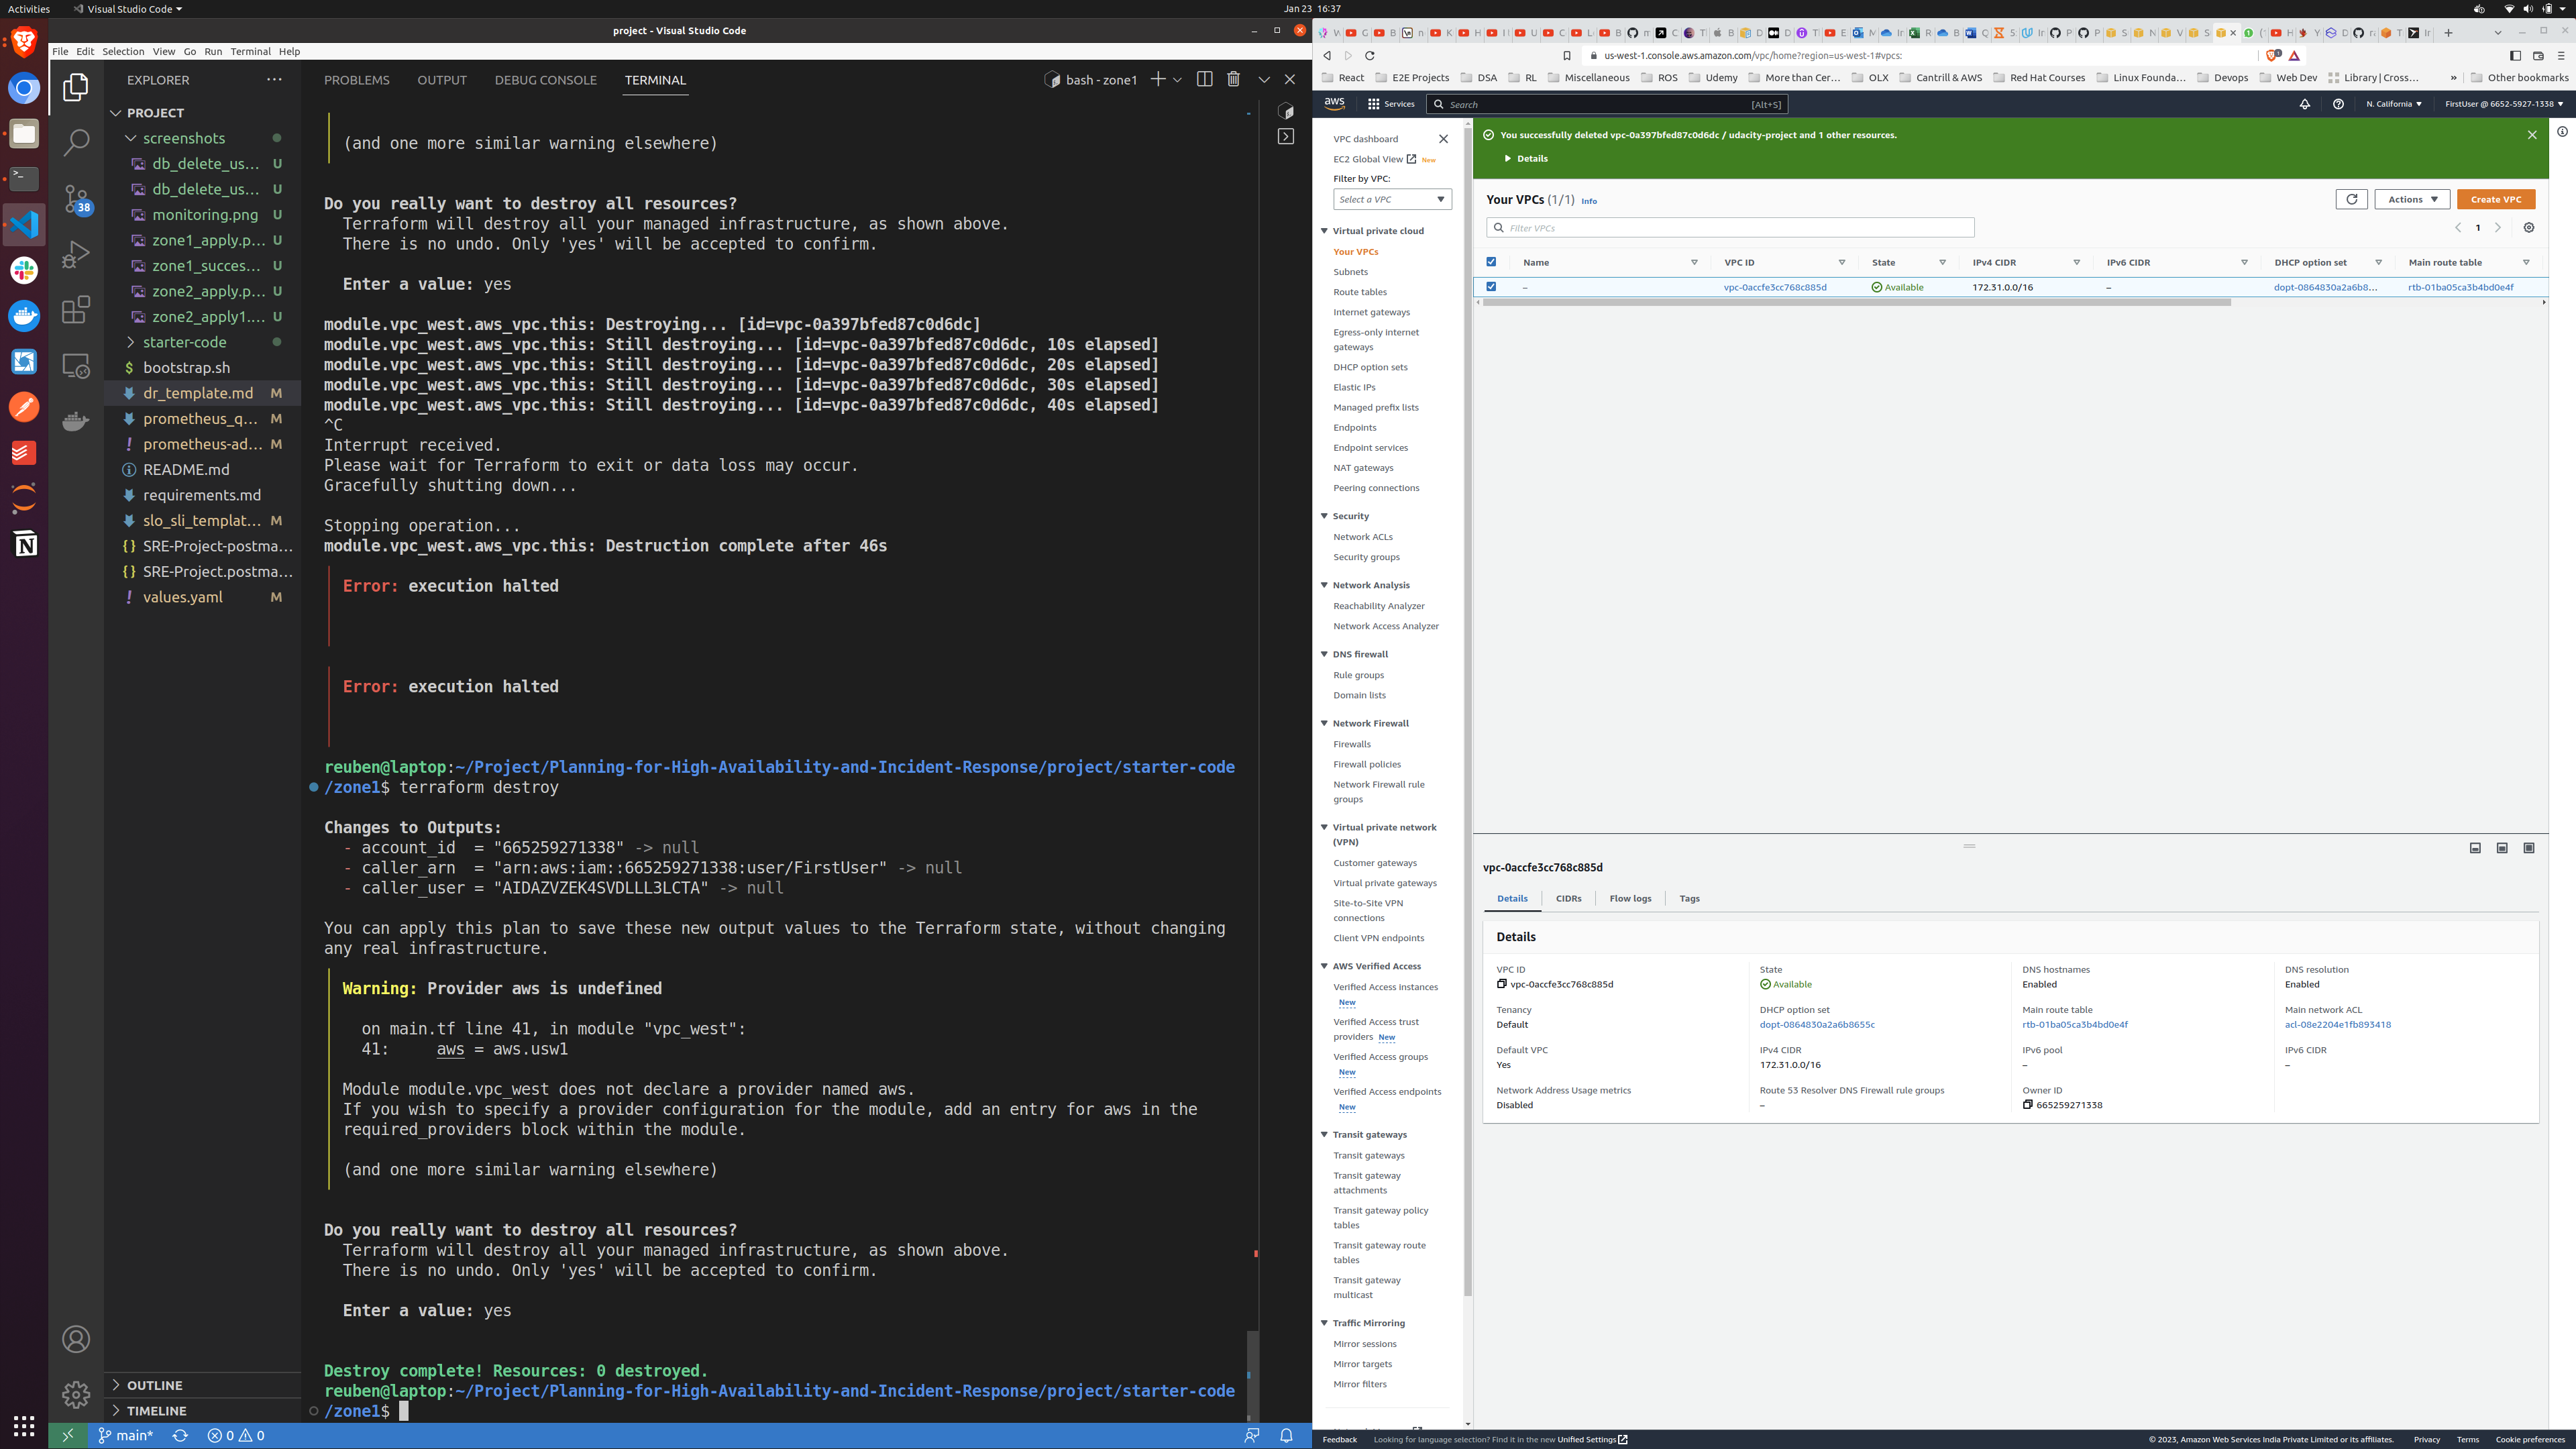 Activities
Visual Studio Code
Jan 23 16:37
project - Visual Studio Code
File Edit Selection View Go Run Terminal Help
EXPLORER
PROJECT
screenshots
db_delete_us... U
db_delete_us... U
monitoring.png U
zone1_apply.p... U
zone1_succes... U
zone2_apply.p... U
zone2_apply1.... U
starter-code
bootstrap.sh
dr_template.md M
prometheus_q... M
prometheus-ad... M
README.md
requirements.md
slo_sli_templat... M
SRE-Project-postma...
SRE-Project.postma...
values.yaml M
OUTLINE
TIMELINE
38
main*
0 0
PROBLEMS OUTPUT DEBUG CONSOLE TERMINAL
bash - zone1
(and one more similar warning elsewhere)
Do you really want to destroy all resources?
Terraform will destroy all your managed infrastructure, as shown above.
There is no undo. Only 'yes' will be accepted to confirm.
Enter a value: yes
module.vpc_west.aws_vpc.this: Destroying... [id=vpc-0a397bfed87c0d6dc]
module.vpc_west.aws_vpc.this: Still destroying... [id=vpc-0a397bfed87c0d6dc, 10s elapsed]
module.vpc_west.aws_vpc.this: Still destroying... [id=vpc-0a397bfed87c0d6dc, 20s elapsed]
module.vpc_west.aws_vpc.this: Still destroying... [id=vpc-0a397bfed87c0d6dc, 30s elapsed]
module.vpc_west.aws_vpc.this: Still destroying... [id=vpc-0a397bfed87c0d6dc, 40s elapsed]
^C
Interrupt received.
Please wait for Terraform to exit or data loss may occur.
Gracefully shutting down...
Stopping operation...
module.vpc_west.aws_vpc.this: Destruction complete after 46s
Error: execution halted
Error: execution halted
reuben@laptop:~/Project/Planning-for-High-Availability-and-Incident-Response/project/starter-code
/zone1$ terraform destroy
Changes to Outputs:
- account_id = "665259271338" -> null
- caller_arn = "arn:aws:iam::665259271338:user/FirstUser" -> null
- caller_user = "AIDAZVZEK4SVDLLL3LCTA" -> null
You can apply this plan to save these new output values to the Terraform state, without changing
any real infrastructure.
Warning: Provider aws is undefined
on main.tf line 41, in module "vpc_west":
41: aws = aws.usw1
Module module.vpc_west does not declare a provider named aws.
If you wish to specify a provider configuration for the module, add an entry for aws in the
required_providers block within the module.
(and one more similar warning elsewhere)
Do you really want to destroy all resources?
Terraform will destroy all your managed infrastructure, as shown above.
There is no undo. Only 'yes' will be accepted to confirm.
Enter a value: yes
Destroy complete! Resources: 0 destroyed.
reuben@laptop:~/Project/Planning-for-High-Availability-and-Incident-Response/project/starter-code
/zone1$
us-west-1.console.aws.amazon.com/vpc/home?region=us-west-1#vpcs:
React E2E Projects DSA RL Miscellaneous ROS Udemy More than Cer... OLX Cantrill & AWS Red Hat Courses Linux Founda... Devops Web Dev Library | Cross... » Other bookmarks
aws Services Search [Alt+S] N. California FirstUser @ 6652-5927-1338
VPC dashboard
EC2 Global View New
Filter by VPC:
Select a VPC
Virtual private cloud
Your VPCs
Subnets
Route tables
Internet gateways
Egress-only internet
gateways
DHCP option sets
Elastic IPs
Managed prefix lists
Endpoints
Endpoint services
NAT gateways
Peering connections
Security
Network ACLs
Security groups
Network Analysis
Reachability Analyzer
Network Access Analyzer
DNS firewall
Rule groups
Domain lists
Network Firewall
Firewalls
Firewall policies
Network Firewall rule
groups
Virtual private network
(VPN)
Customer gateways
Virtual private gateways
Site-to-Site VPN
connections
Client VPN endpoints
AWS Verified Access
Verified Access instances
New
Verified Access trust
providers New
Verified Access groups
New
Verified Access endpoints
New
Transit gateways
Transit gateways
Transit gateway
attachments
Transit gateway policy
tables
Transit gateway route
tables
Transit gateway
multicast
Traffic Mirroring
Mirror sessions
Mirror targets
Mirror filters
You successfully deleted vpc-0a397bfed87c0d6dc / udacity-project and 1 other resources.
Details
Your VPCs (1/1) Info
Actions
Create VPC
Filter VPCs
1
Name VPC ID State IPv4 CIDR IPv6 CIDR DHCP option set Main route table
– vpc-0accfe3cc768c885d Available 172.31.0.0/16 – dopt-0864830a2a6b8... rtb-01ba05ca3b4bd0e4f
vpc-0accfe3cc768c885d
Details CIDRs Flow logs Tags
Details
VPC ID State DNS hostnames DNS resolution
vpc-0accfe3cc768c885d Available Enabled Enabled
Tenancy DHCP option set Main route table Main network ACL
Default dopt-0864830a2a6b8655c rtb-01ba05ca3b4bd0e4f acl-08e2204e1fb893418
Default VPC IPv4 CIDR IPv6 pool IPv6 CIDR
Yes 172.31.0.0/16 – –
Network Address Usage metrics Route 53 Resolver DNS Firewall rule groups Owner ID
Disabled – 665259271338
Feedback Looking for language selection? Find it in the new Unified Settings © 2023, Amazon Web Services India Private Limited or its affiliates. Privacy Terms Cookie preferences